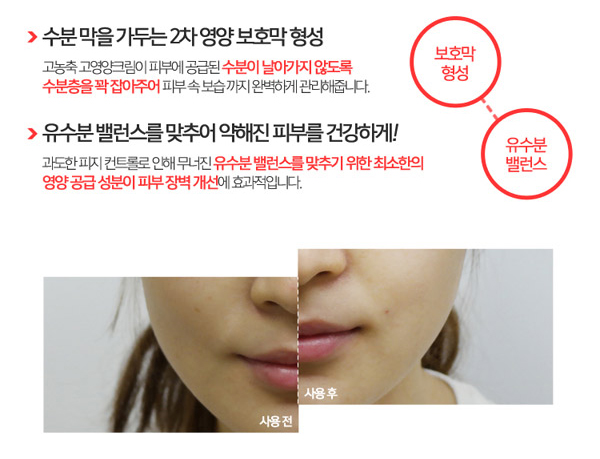 수분 막을 가두는 2차 영양 보호막 형성
고농축 고영양크림이 피부에 공급된 수분이 날아가지 않도록
수분층을 꽉 잡아주어 피부 속 보습 까지 완벽하게 관리해줍니다.
보호막
형성
유수분 밸런스를 맞추어 약해진 피부를 건강하게!
과도한 피지 컨트롤로 인해 무너진 유수분 밸런스를 맞추기 위한 최소한의
영양 공급 성분이 피부 장벽 개선에 효과적입니다.
유수분
밸런스
사용 전
사용 후